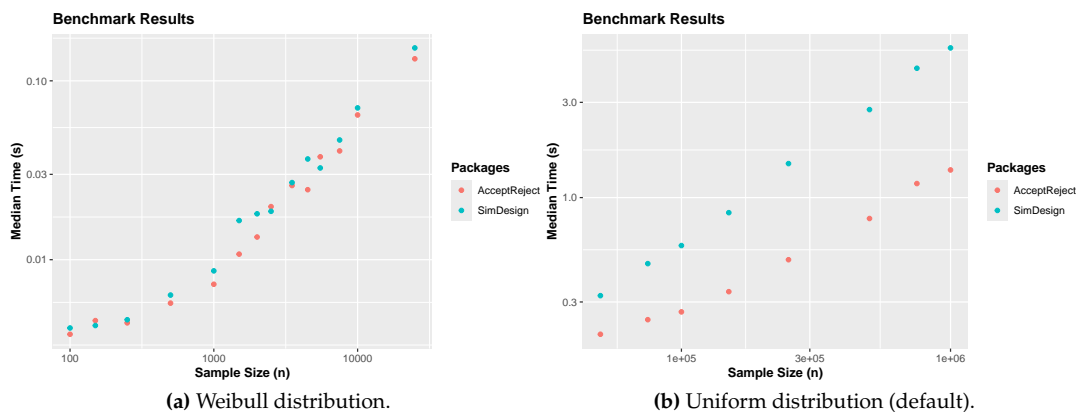 Benchmark Results
Median Time (s)
0.10
0.03
0.01
100
1000
10000
Sample Size (n)
Packages
AcceptReject
SimDesign
(a) Weibull distribution.
Benchmark Results
Median Time (s)
3.0
1.0
0.3
1e+05
3e+05
1e+06
Sample Size (n)
Packages
AcceptReject
SimDesign
(b) Uniform distribution (default).